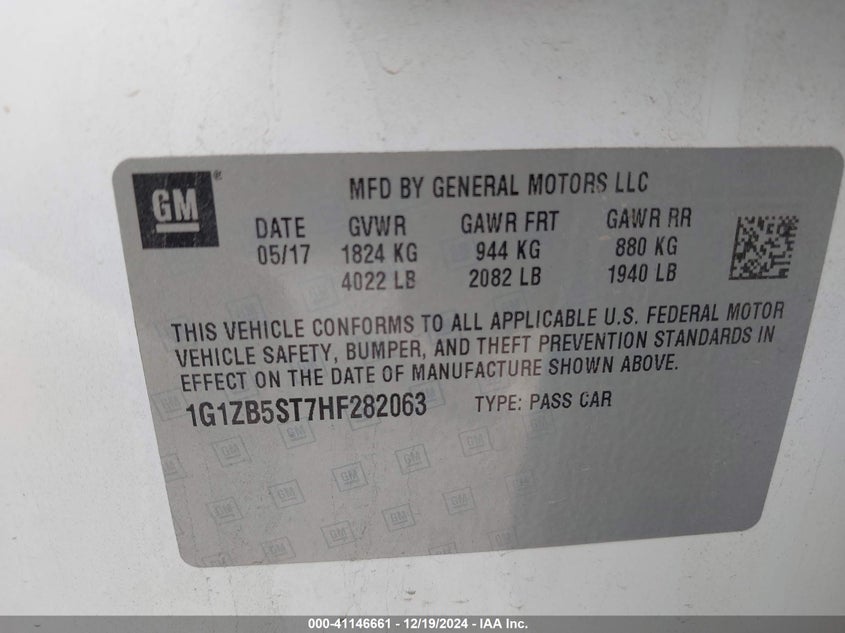 GM®
MFD BY GENERAL MOTORS LLC
DATE GVWR GAWR FRT GAWR RR
05/17 1824 KG 944 KG 880 KG
4022 LB 2082 LB 1940 LB
THIS VEHICLE CONFORMS TO ALL APPLICABLE U.S. FEDERAL MOTOR
VEHICLE SAFETY, BUMPER, AND THEFT PREVENTION STANDARDS IN
EFFECT ON THE DATE OF MANUFACTURE SHOWN ABOVE.
1G1ZB5ST7HF282063 TYPE: PASS CAR
000-41146661 - 12/19/2024 - IAA Inc.